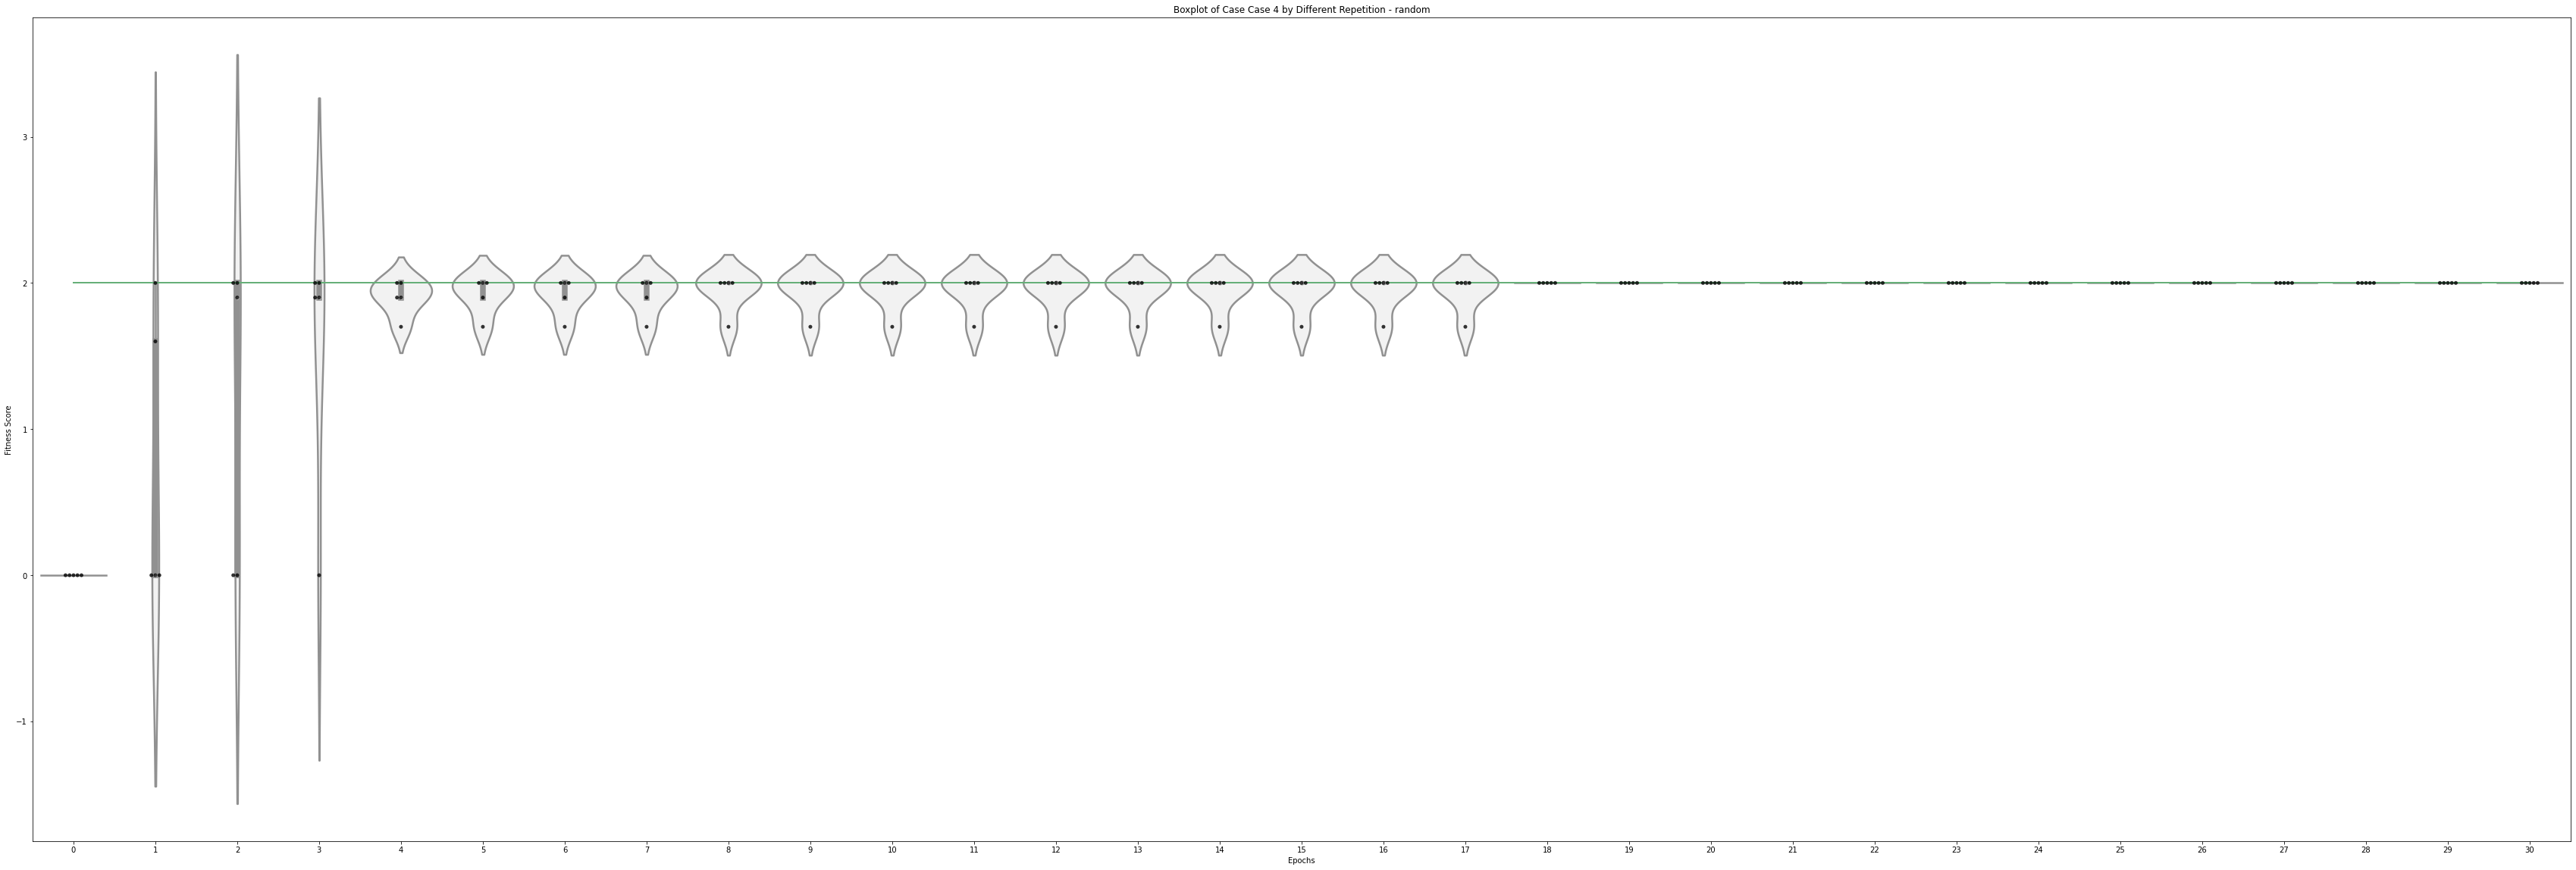 Boxplot of Case Case 4 by Different Repetition - random
Fitness Score
3
2
1
0
−1
0 1 2 3 4 5 6 7 8 9 10 11 12 13 14 15 16 17 18 19 20 21 22 23 24 25 26 27 28 29 30
Epochs